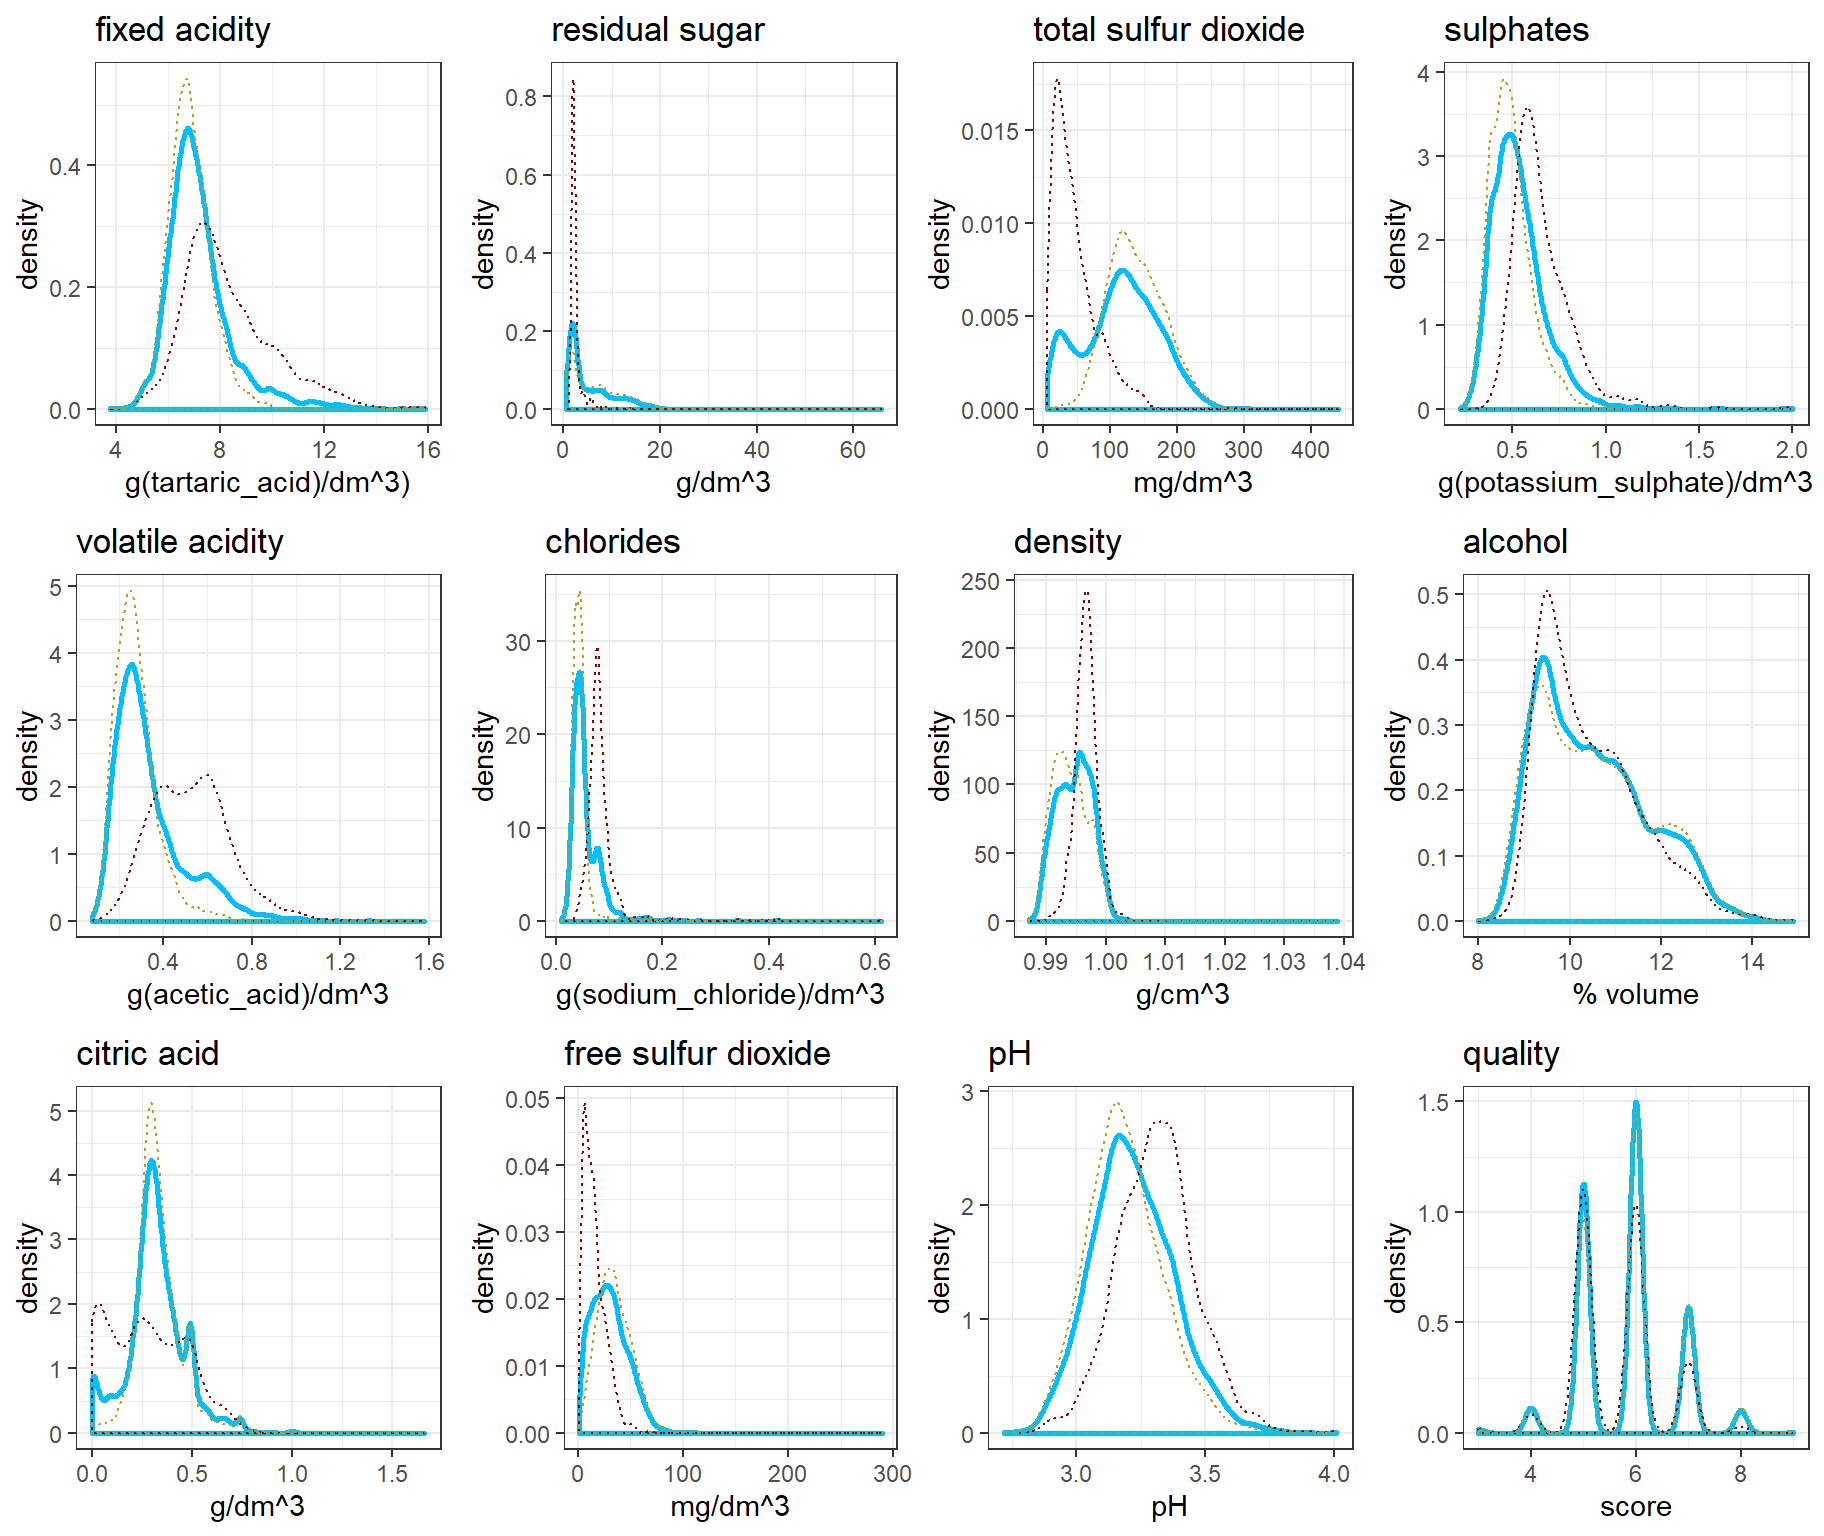 fixed acidity
density
0.4
0.2
0.0
4 8 12 16
g(tartaric_acid)/dm^3)
residual sugar
density
0.8
0.6
0.4
0.2
0.0
0 20 40 60
g/dm^3
total sulfur dioxide
density
0.015
0.010
0.005
0.000
0 100 200 300 400
mg/dm^3
sulphates
density
4
3
2
1
0
0.5 1.0 1.5 2.0
g(potassium_sulphate)/dm^3
volatile acidity
density
5
4
3
2
1
0
0.4 0.8 1.2 1.6
g(acetic_acid)/dm^3
chlorides
density
30
20
10
0
0.0 0.2 0.4 0.6
g(sodium_chloride)/dm^3
density
density
250
200
150
100
50
0
0.99 1.00 1.01 1.02 1.03 1.04
g/cm^3
alcohol
density
0.5
0.4
0.3
0.2
0.1
0.0
8 10 12 14
% volume
citric acid
density
5
4
3
2
1
0
0.0 0.5 1.0 1.5
g/dm^3
free sulfur dioxide
density
0.05
0.04
0.03
0.02
0.01
0.00
0 100 200 300
mg/dm^3
pH
density
3
2
1
0
3.0 3.5 4.0
pH
quality
density
1.5
1.0
0.5
0.0
4 6 8
score